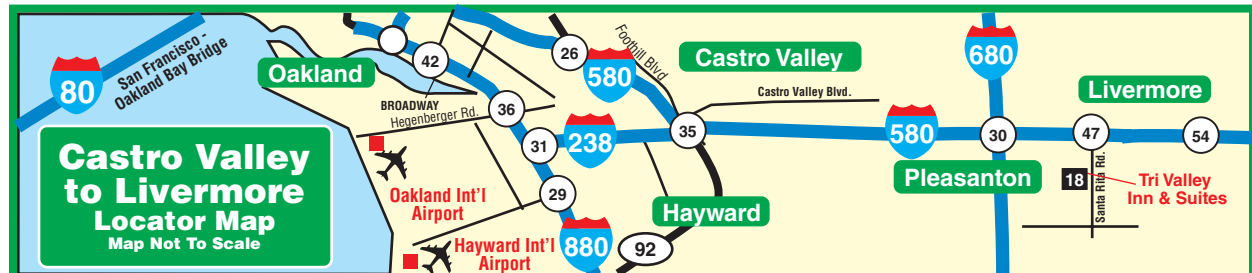 80
San Francisco -
Oakland Bay Bridge
Oakland
42
26
580
Foothill Blvd
Castro Valley
680
Livermore
BROADWAY
Hegenberger Rd.
36
Castro Valley Blvd.
31
238
35
580
30
47
54
Castro Valley
to Livermore
Locator Map
Map Not To Scale
Oakland Int'l
Airport
29
Hayward
Pleasanton
18
Santa Rita Rd.
Tri Valley
Inn & Suites
Hayward Int'l
Airport
880
92